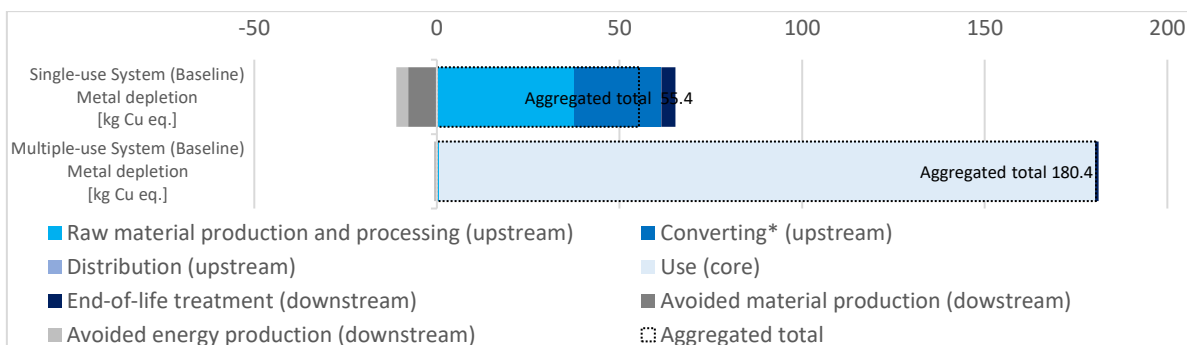 -50 0 50 100 150 200
Single-use System (Baseline)
Metal depletion
[kg Cu eq.]
Aggregated total 55.4
Multiple-use System (Baseline)
Metal depletion
[kg Cu eq.]
Aggregated total 180.4
Raw material production and processing (upstream)
Converting* (upstream)
Distribution (upstream)
Use (core)
End-of-life treatment (downstream)
Avoided material production (dowstream)
Avoided energy production (downstream)
Aggregated total